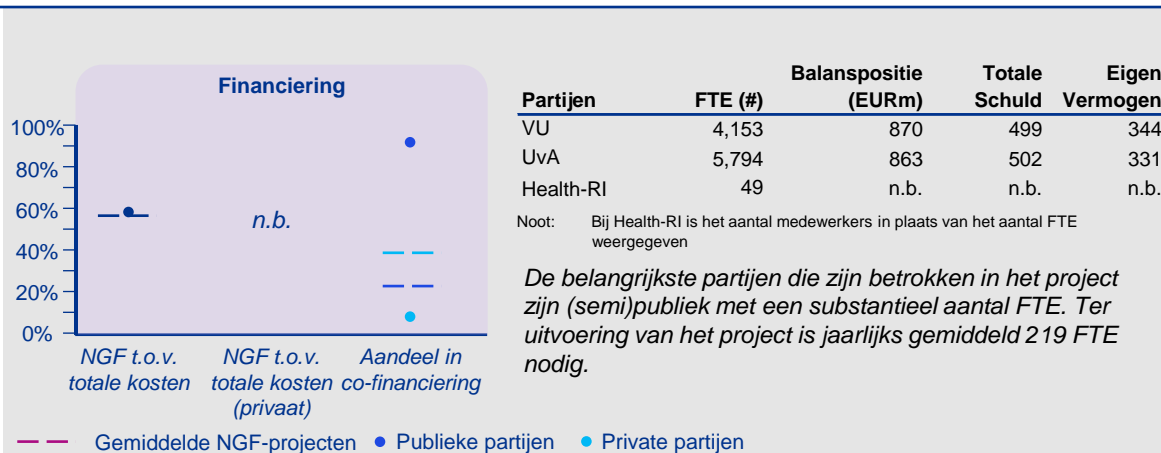 Financiering
100%
80%
60%
40%
20%
0%
n.b.
NGF t.o.v. totale kosten
NGF t.o.v. totale kosten (privaat)
Aandeel in co-financiering
Gemiddelde NGF-projecten
Publieke partijen
Private partijen
Balanspositie Totale Eigen
Partijen FTE (#) (EURm) Schuld Vermogen
VU 4,153 870 499 344
UvA 5,794 863 502 331
Health-RI 49 n.b. n.b. n.b.
Noot: Bij Health-RI is het aantal medewerkers in plaats van het aantal FTE
weergegeven
De belangrijkste partijen die zijn betrokken in het project
zijn (semi)publiek met een substantieel aantal FTE. Ter
uitvoering van het project is jaarlijks gemiddeld 219 FTE
nodig.